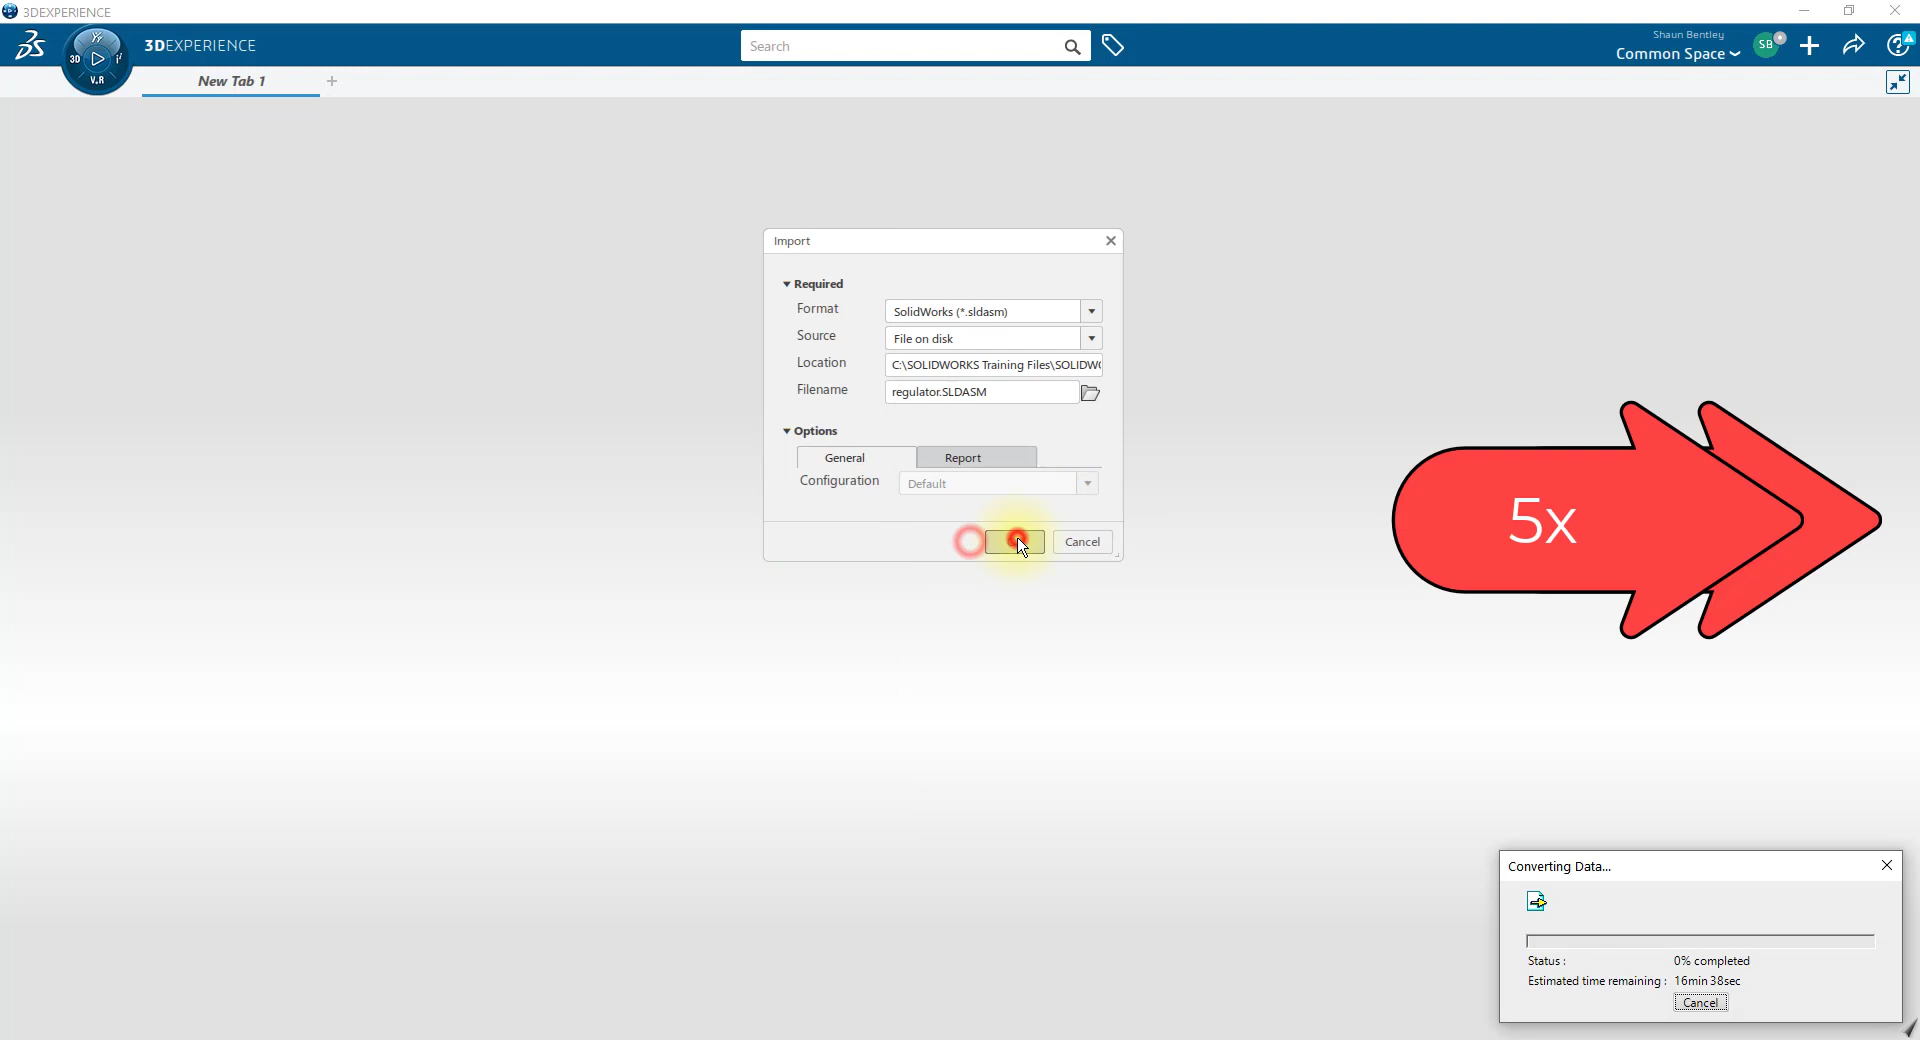 3DEXPERIENCE
3DEXPERIENCE
Search
Shaun Bentley
Common Space
SB
3D
V.R
New Tab 1
Import
Required
Format
SolidWorks (*.sldasm)
Source
File on disk
Location
C:\SOLIDWORKS Training Files\SOLIDWO
Filename
regulator.SLDASM
Options
General
Report
Configuration
Default
Cancel
5x
Converting Data...
Status :
0% completed
Estimated time remaining :
16min 38sec
Cancel